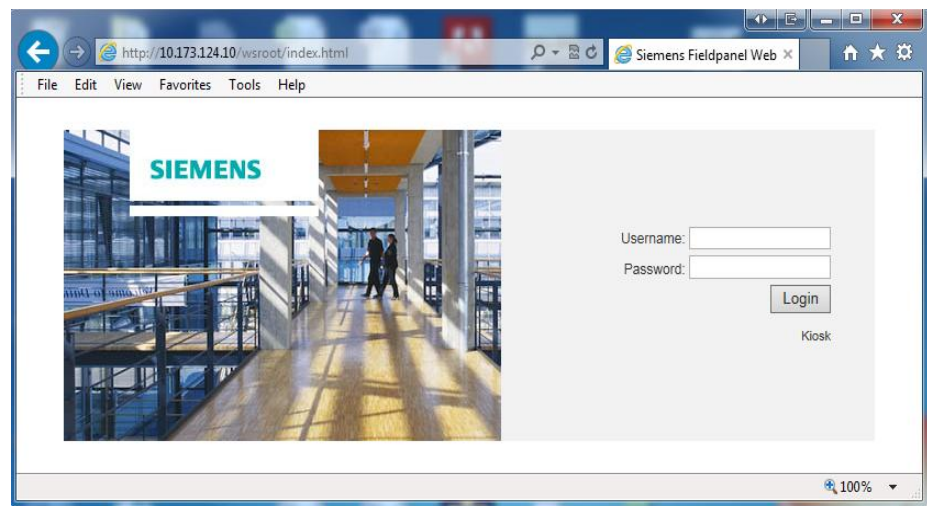 http://10.173.124.10/wsroot/index.html
Siemens Fieldpanel Web
File Edit View Favorites Tools Help
SIEMENS
Username:
Password:
Login
Kiosk
100%